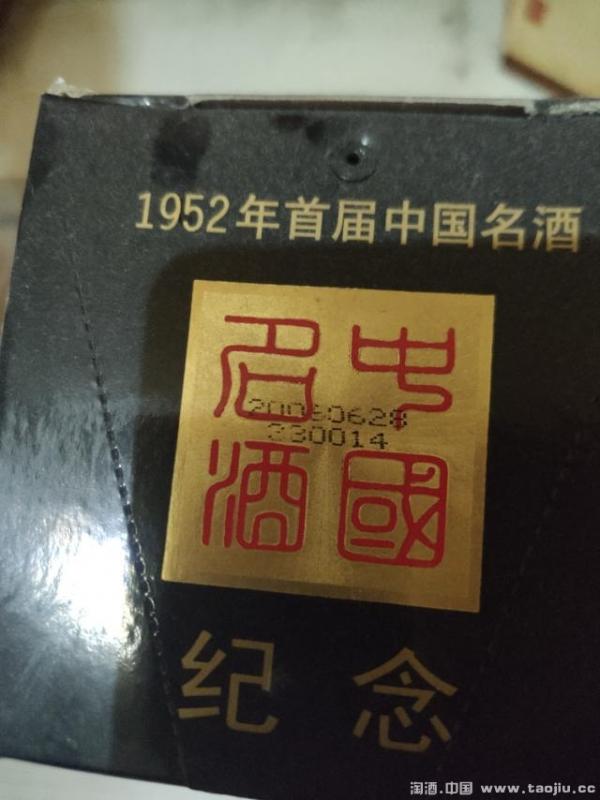 1952年首届中国名酒
中國
名酒
330014
纪念
淘酒.中国 www.taojiu.cc